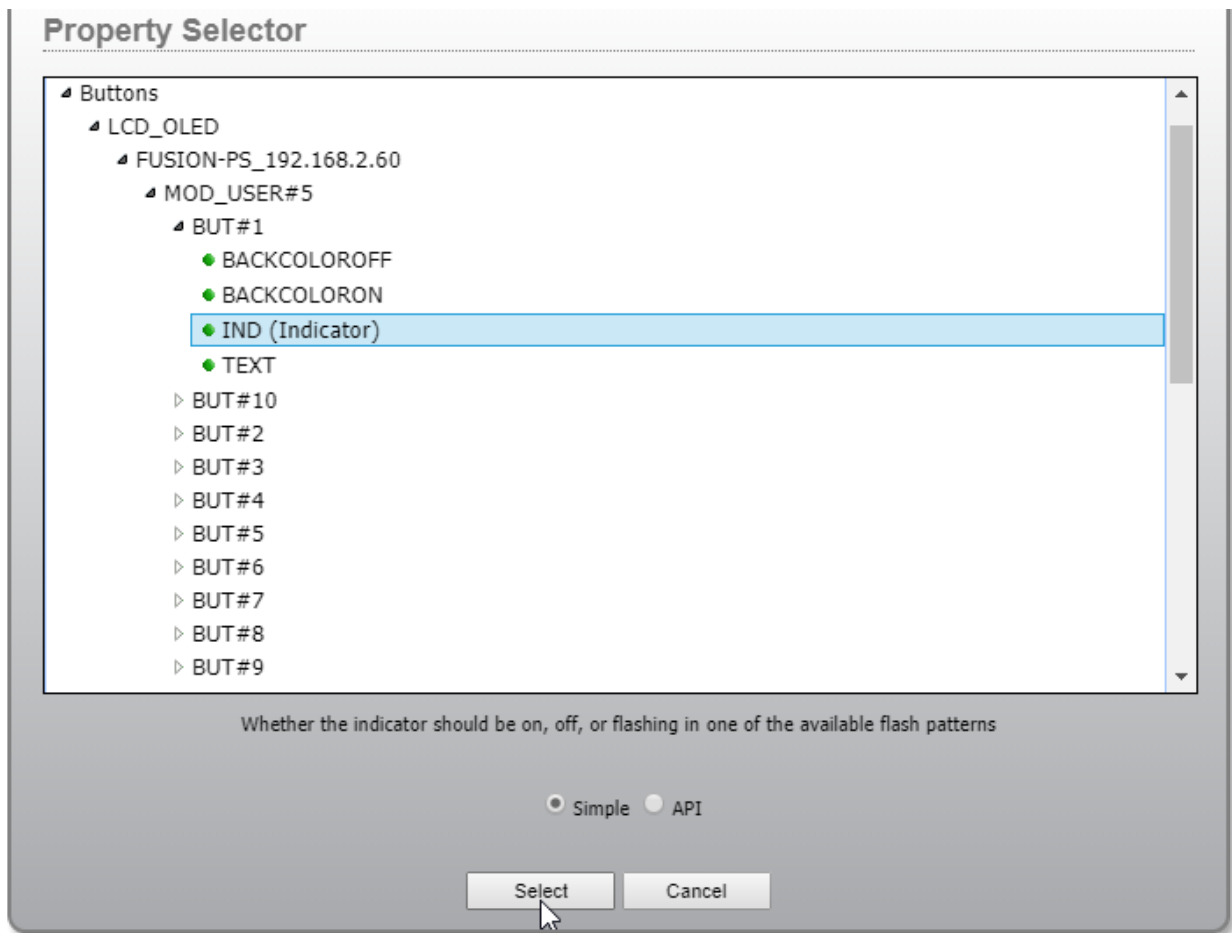 Property Selector
Buttons
LCD_OLED
FUSION-PS_192.168.2.60
MOD_USER#5
BUT#1
BACKCOLOROFF
BACKCOLORON
IND (Indicator)
TEXT
BUT#10
BUT#2
BUT#3
BUT#4
BUT#5
BUT#6
BUT#7
BUT#8
BUT#9
Whether the indicator should be on, off, or flashing in one of the available flash patterns
Simple API
Select Cancel